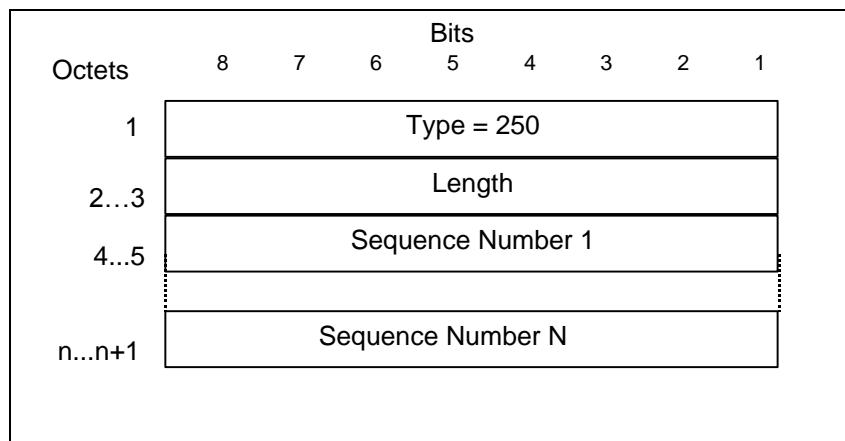 Bits
Octets 8 7 6 5 4 3 2 1
1 Type = 250
2…3 Length
4...5 Sequence Number 1
n...n+1 Sequence Number N